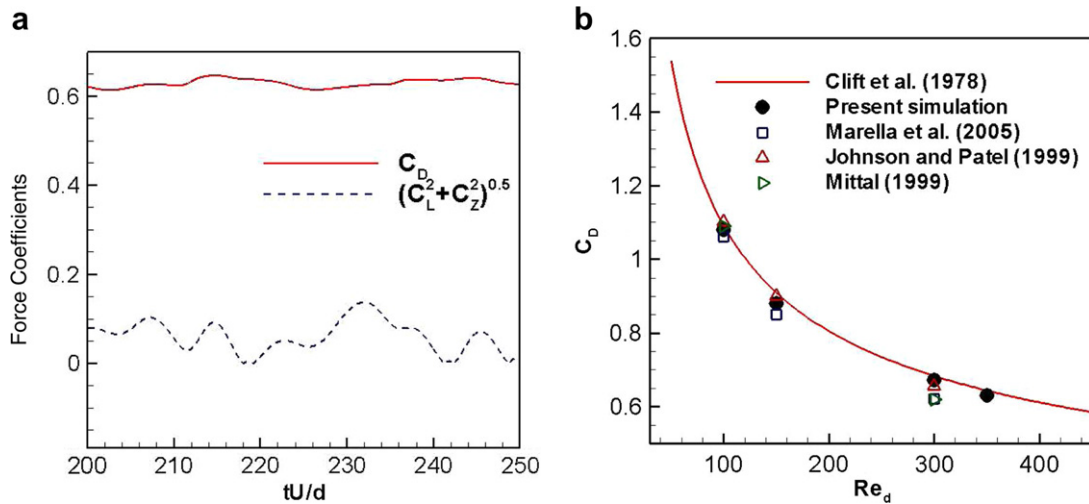 a
Force Coefficients
0.6
0.4
0.2
0
C_D
(C_L^2+C_Z^2)^0.5
200 210 220 230 240 250
tU/d
b
C_D
1.6
1.4
1.2
1
0.8
0.6
Clift et al. (1978)
Present simulation
Marella et al. (2005)
Johnson and Patel (1999)
Mittal (1999)
100 200 300 400
Re_d